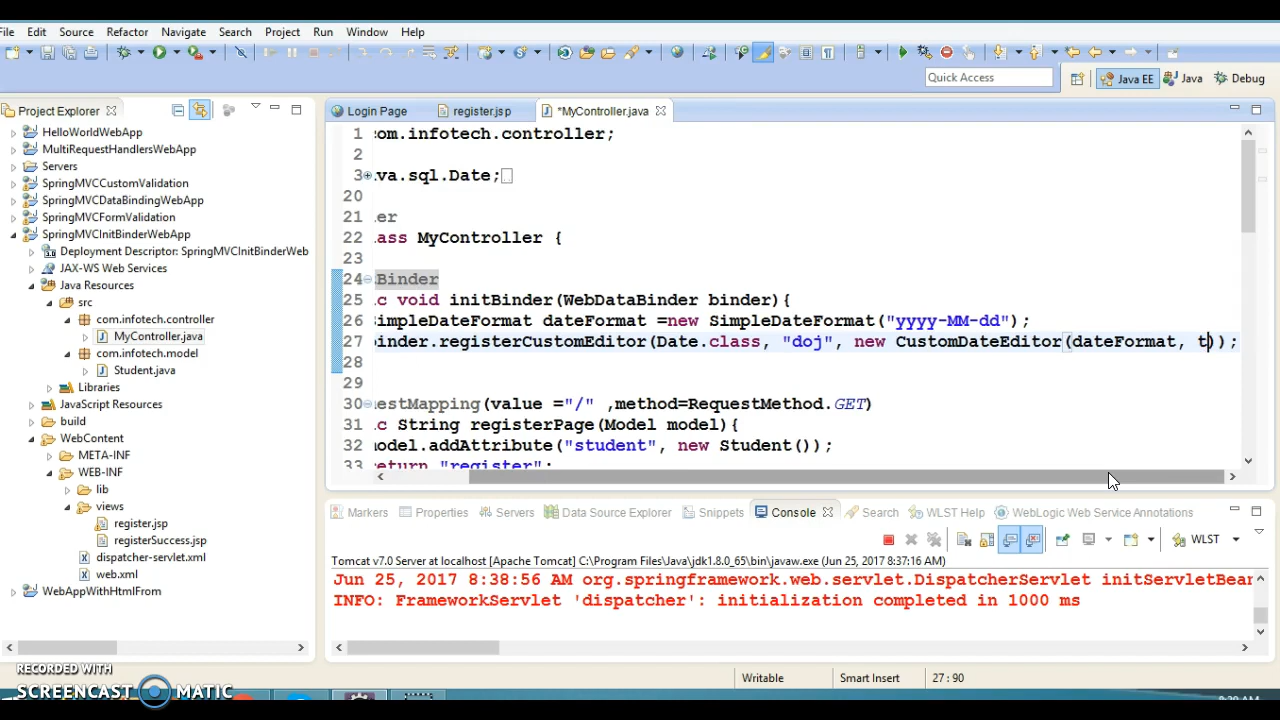 File Edit Source Refactor Navigate Search Project Run Window Help
Quick Access
Java EE Java Debug
Project Explorer
HelloWorldWebApp
MultiRequestHandlersWebApp
Servers
SpringMVCCustomValidation
SpringMVCDataBindingWebApp
SpringMVCFormValidation
SpringMVCInitBinderWebApp
Deployment Descriptor: SpringMVCInitBinderWeb
JAX-WS Web Services
Java Resources
src
com.infotech.controller
MyController.java
com.infotech.model
Student.java
Libraries
JavaScript Resources
build
WebContent
META-INF
WEB-INF
lib
views
register.jsp
registerSuccess.jsp
dispatcher-servlet.xml
web.xml
WebAppWithHtmlFrom
Login Page register.jsp *MyController.java
1 com.infotech.controller;
2
3 va.sql.Date;
20
21 er
22 ass MyController {
23
24 Binder
25 c void initBinder(WebDataBinder binder){
26 SimpleDateFormat dateFormat =new SimpleDateFormat("yyyy-MM-dd");
27 binder.registerCustomEditor(Date.class, "doj", new CustomDateEditor(dateFormat, t));
28
29
30 estMapping(value ="/" ,method=RequestMethod.GET)
31 c String registerPage(Model model){
32 model.addAttribute("student", new Student());
33 return "register";
Markers Properties Servers Data Source Explorer Snippets Console Search WLST Help WebLogic Web Service Annotations
WLST
Tomcat v7.0 Server at localhost [Apache Tomcat] C:\Program Files\Java\jdk1.8.0_65\bin\javaw.exe (Jun 25, 2017 8:37:16 AM)
Jun 25, 2017 8:38:56 AM org.springframework.web.servlet.DispatcherServlet initServletBean
INFO: FrameworkServlet 'dispatcher': initialization completed in 1000 ms
Writable Smart Insert 27 : 90
RECORDED WITH
SCREENCAST MATIC